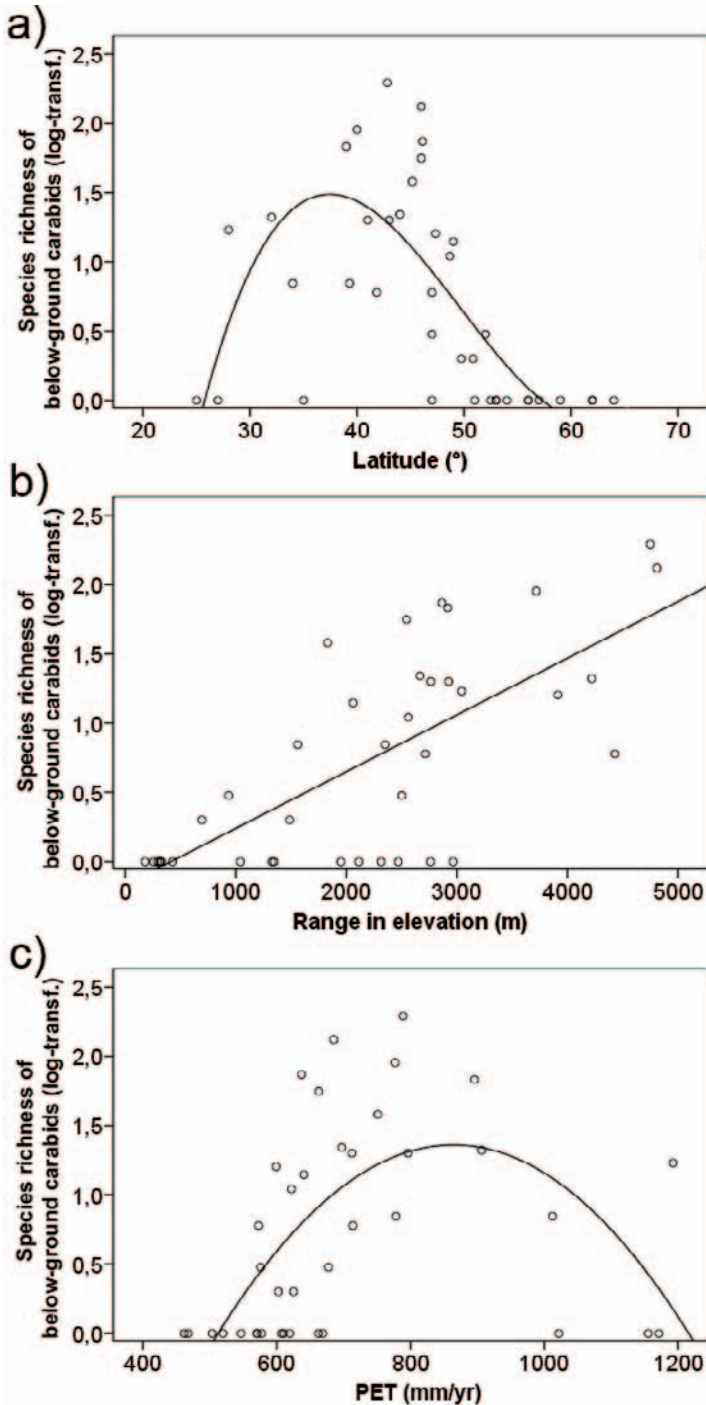 a)
Species richness of
below-ground carabids (log-transf.)
2,5
2,0
1,5
1,0
0,5
0,0
20 30 40 50 60 70
Latitude (°)
b)
Species richness of
below-ground carabids (log-transf.)
2,5
2,0
1,5
1,0
0,5
0,0
0 1000 2000 3000 4000 5000
Range in elevation (m)
c)
Species richness of
below-ground carabids (log-transf.)
2,5
2,0
1,5
1,0
0,5
0,0
400 600 800 1000 1200
PET (mm/yr)